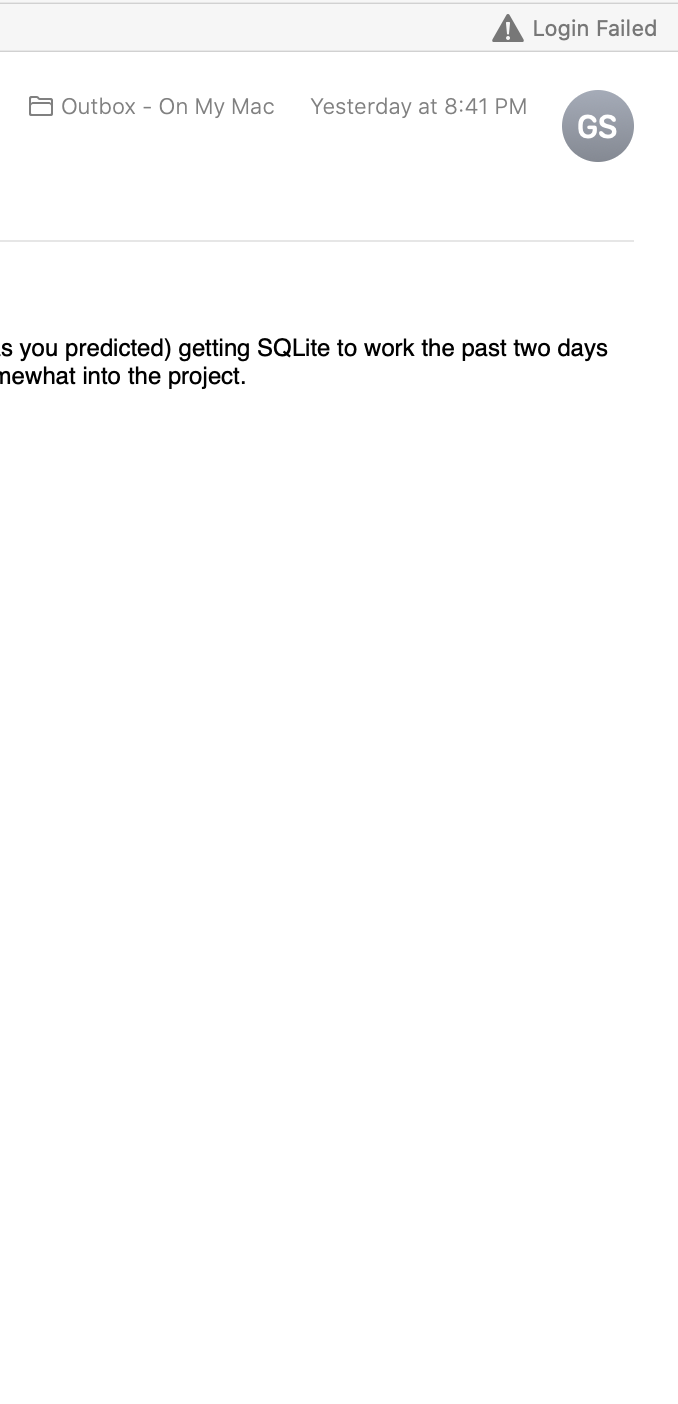 Login Failed
Outbox - On My Mac Yesterday at 8:41 PM GS
s you predicted) getting SQLite to work the past two days
mewhat into the project.